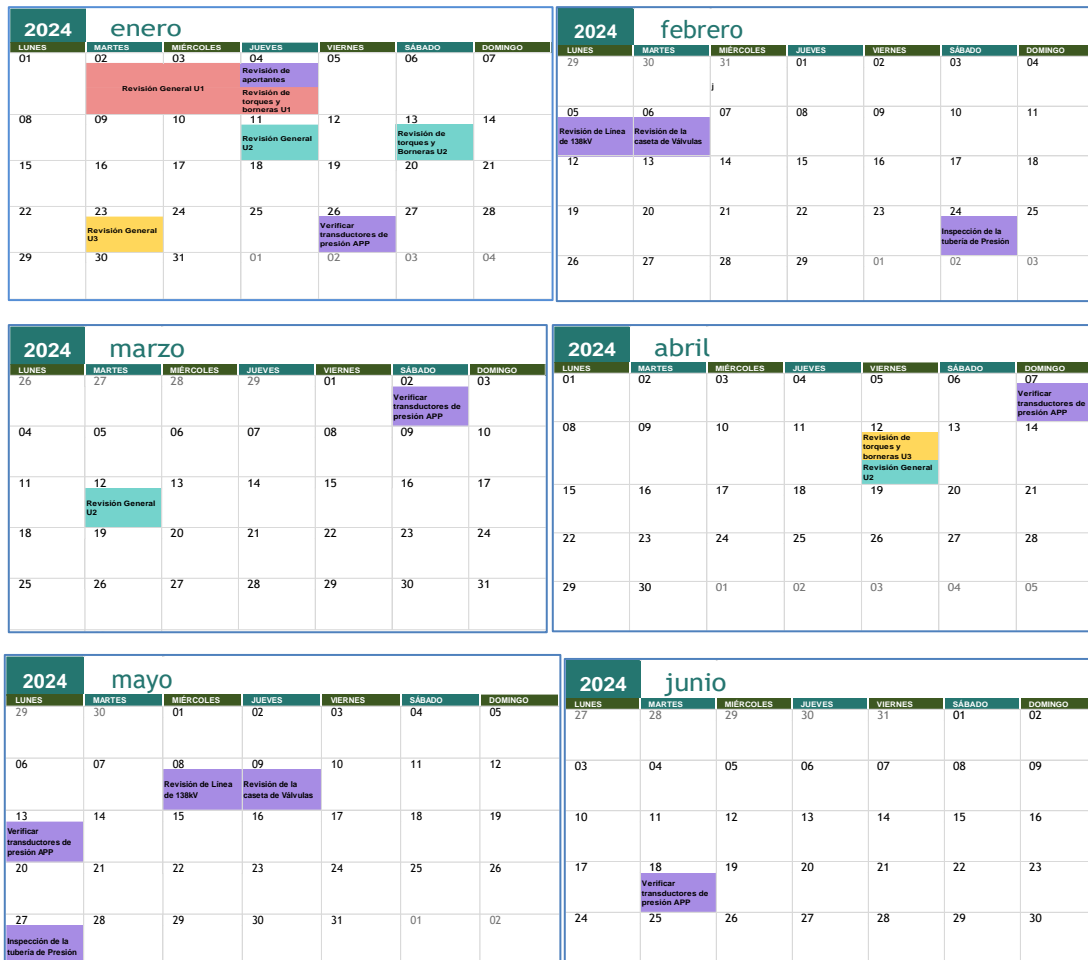 2024 enero
LUNES MARTES MIÉRCOLES JUEVES VIERNES SÁBADO DOMINGO
01 02 03 04 05 06 07
Revisión General U1
Revisión de
aportantes
Revisión de
torques y
borneras U1
08 09 10 11 12 13 14
Revisión General
U2
Revisión de
torques y
Borneras U2
15 16 17 18 19 20 21
22 23 24 25 26 27 28
Revisión General
U3
Verificar
transductores de
presión APP
29 30 31 01 02 03 04
2024 febrero
LUNES MARTES MIÉRCOLES JUEVES VIERNES SÁBADO DOMINGO
29 30 31 01 02 03 04
j
05 06 07 08 09 10 11
Revisión de Línea
de 138kV
Revisión de la
caseta de Válvulas
12 13 14 15 16 17 18
19 20 21 22 23 24 25
Inspección de la
tubería de Presión
26 27 28 29 01 02 03
2024 marzo
LUNES MARTES MIÉRCOLES JUEVES VIERNES SÁBADO DOMINGO
26 27 28 29 01 02 03
Verificar
transductores de
presión APP
04 05 06 07 08 09 10
11 12 13 14 15 16 17
Revisión General
U2
18 19 20 21 22 23 24
25 26 27 28 29 30 31
2024 abril
LUNES MARTES MIÉRCOLES JUEVES VIERNES SÁBADO DOMINGO
01 02 03 04 05 06 07
Verificar
transductores de
presión APP
08 09 10 11 12 13 14
Revisión de
torques y
borneras U3
Revisión General
U2
15 16 17 18 19 20 21
22 23 24 25 26 27 28
29 30 01 02 03 04 05
2024 mayo
LUNES MARTES MIÉRCOLES JUEVES VIERNES SÁBADO DOMINGO
29 30 01 02 03 04 05
06 07 08 09 10 11 12
Revisión de Línea
de 138kV
Revisión de la
caseta de Válvulas
13 14 15 16 17 18 19
Verificar
transductores de
presión APP
20 21 22 23 24 25 26
27 28 29 30 31 01 02
Inspección de la
tubería de Presión
2024 junio
LUNES MARTES MIÉRCOLES JUEVES VIERNES SÁBADO DOMINGO
27 28 29 30 31 01 02
03 04 05 06 07 08 09
10 11 12 13 14 15 16
17 18 19 20 21 22 23
Verificar
transductores de
presión APP
24 25 26 27 28 29 30